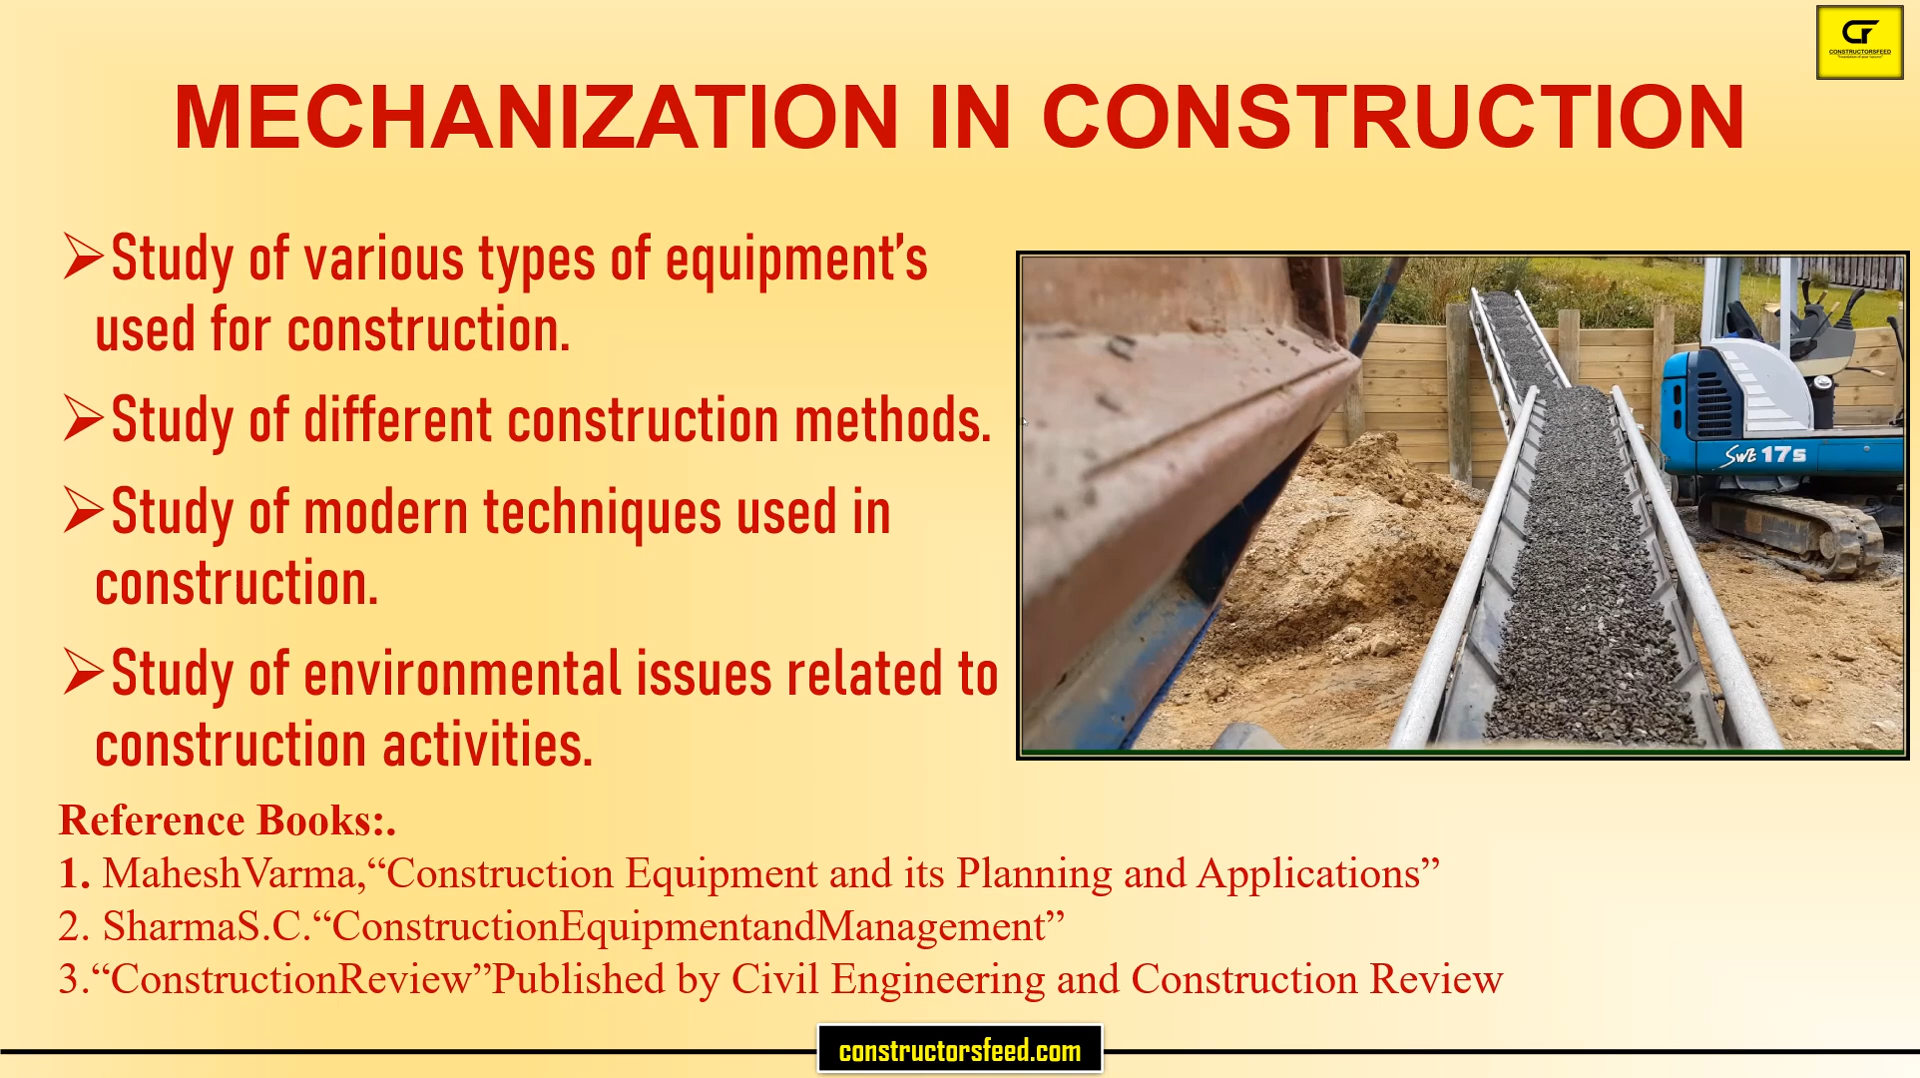 CF
CONSTRUCTORSFEED
MECHANIZATION IN CONSTRUCTION
➢Study of various types of equipment’s
used for construction.
➢Study of different construction methods.
➢Study of modern techniques used in
construction.
➢Study of environmental issues related to
construction activities.
SWE 17S
Reference Books:.
1. MaheshVarma,“Construction Equipment and its Planning and Applications”
2. SharmaS.C.“ConstructionEquipmentandManagement”
3.“ConstructionReview”Published by Civil Engineering and Construction Review
constructorsfeed.com